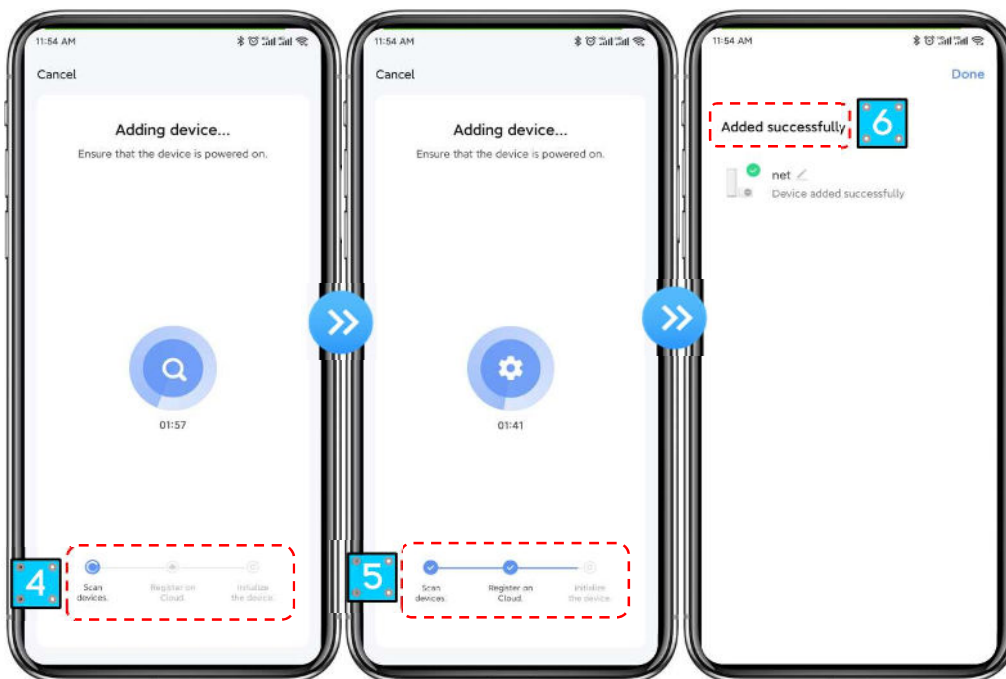 11:54 AM
Cancel
Adding device...
Ensure that the device is powered on.
01:57
4
Scan
devices.
Register on
Cloud.
Initialize
the device.
11:54 AM
Cancel
Adding device...
Ensure that the device is powered on.
01:41
5
Scan
devices.
Register on
Cloud.
Initialize
the device.
11:54 AM
Done
Added successfully
6
net
Device added successfully